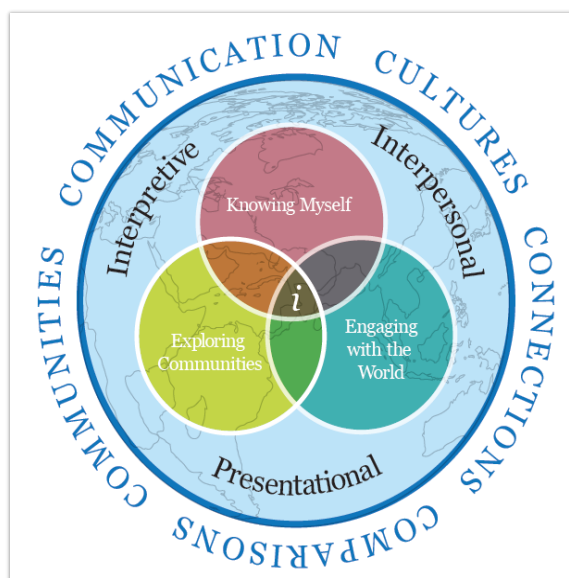 COMMUNICATION
CULTURES
CONNECTIONS
COMPARISONS
COMMUNITIES
Interpretive
Interpersonal
Presentational
Knowing Myself
Exploring
Communities
Engaging
with the
World
i